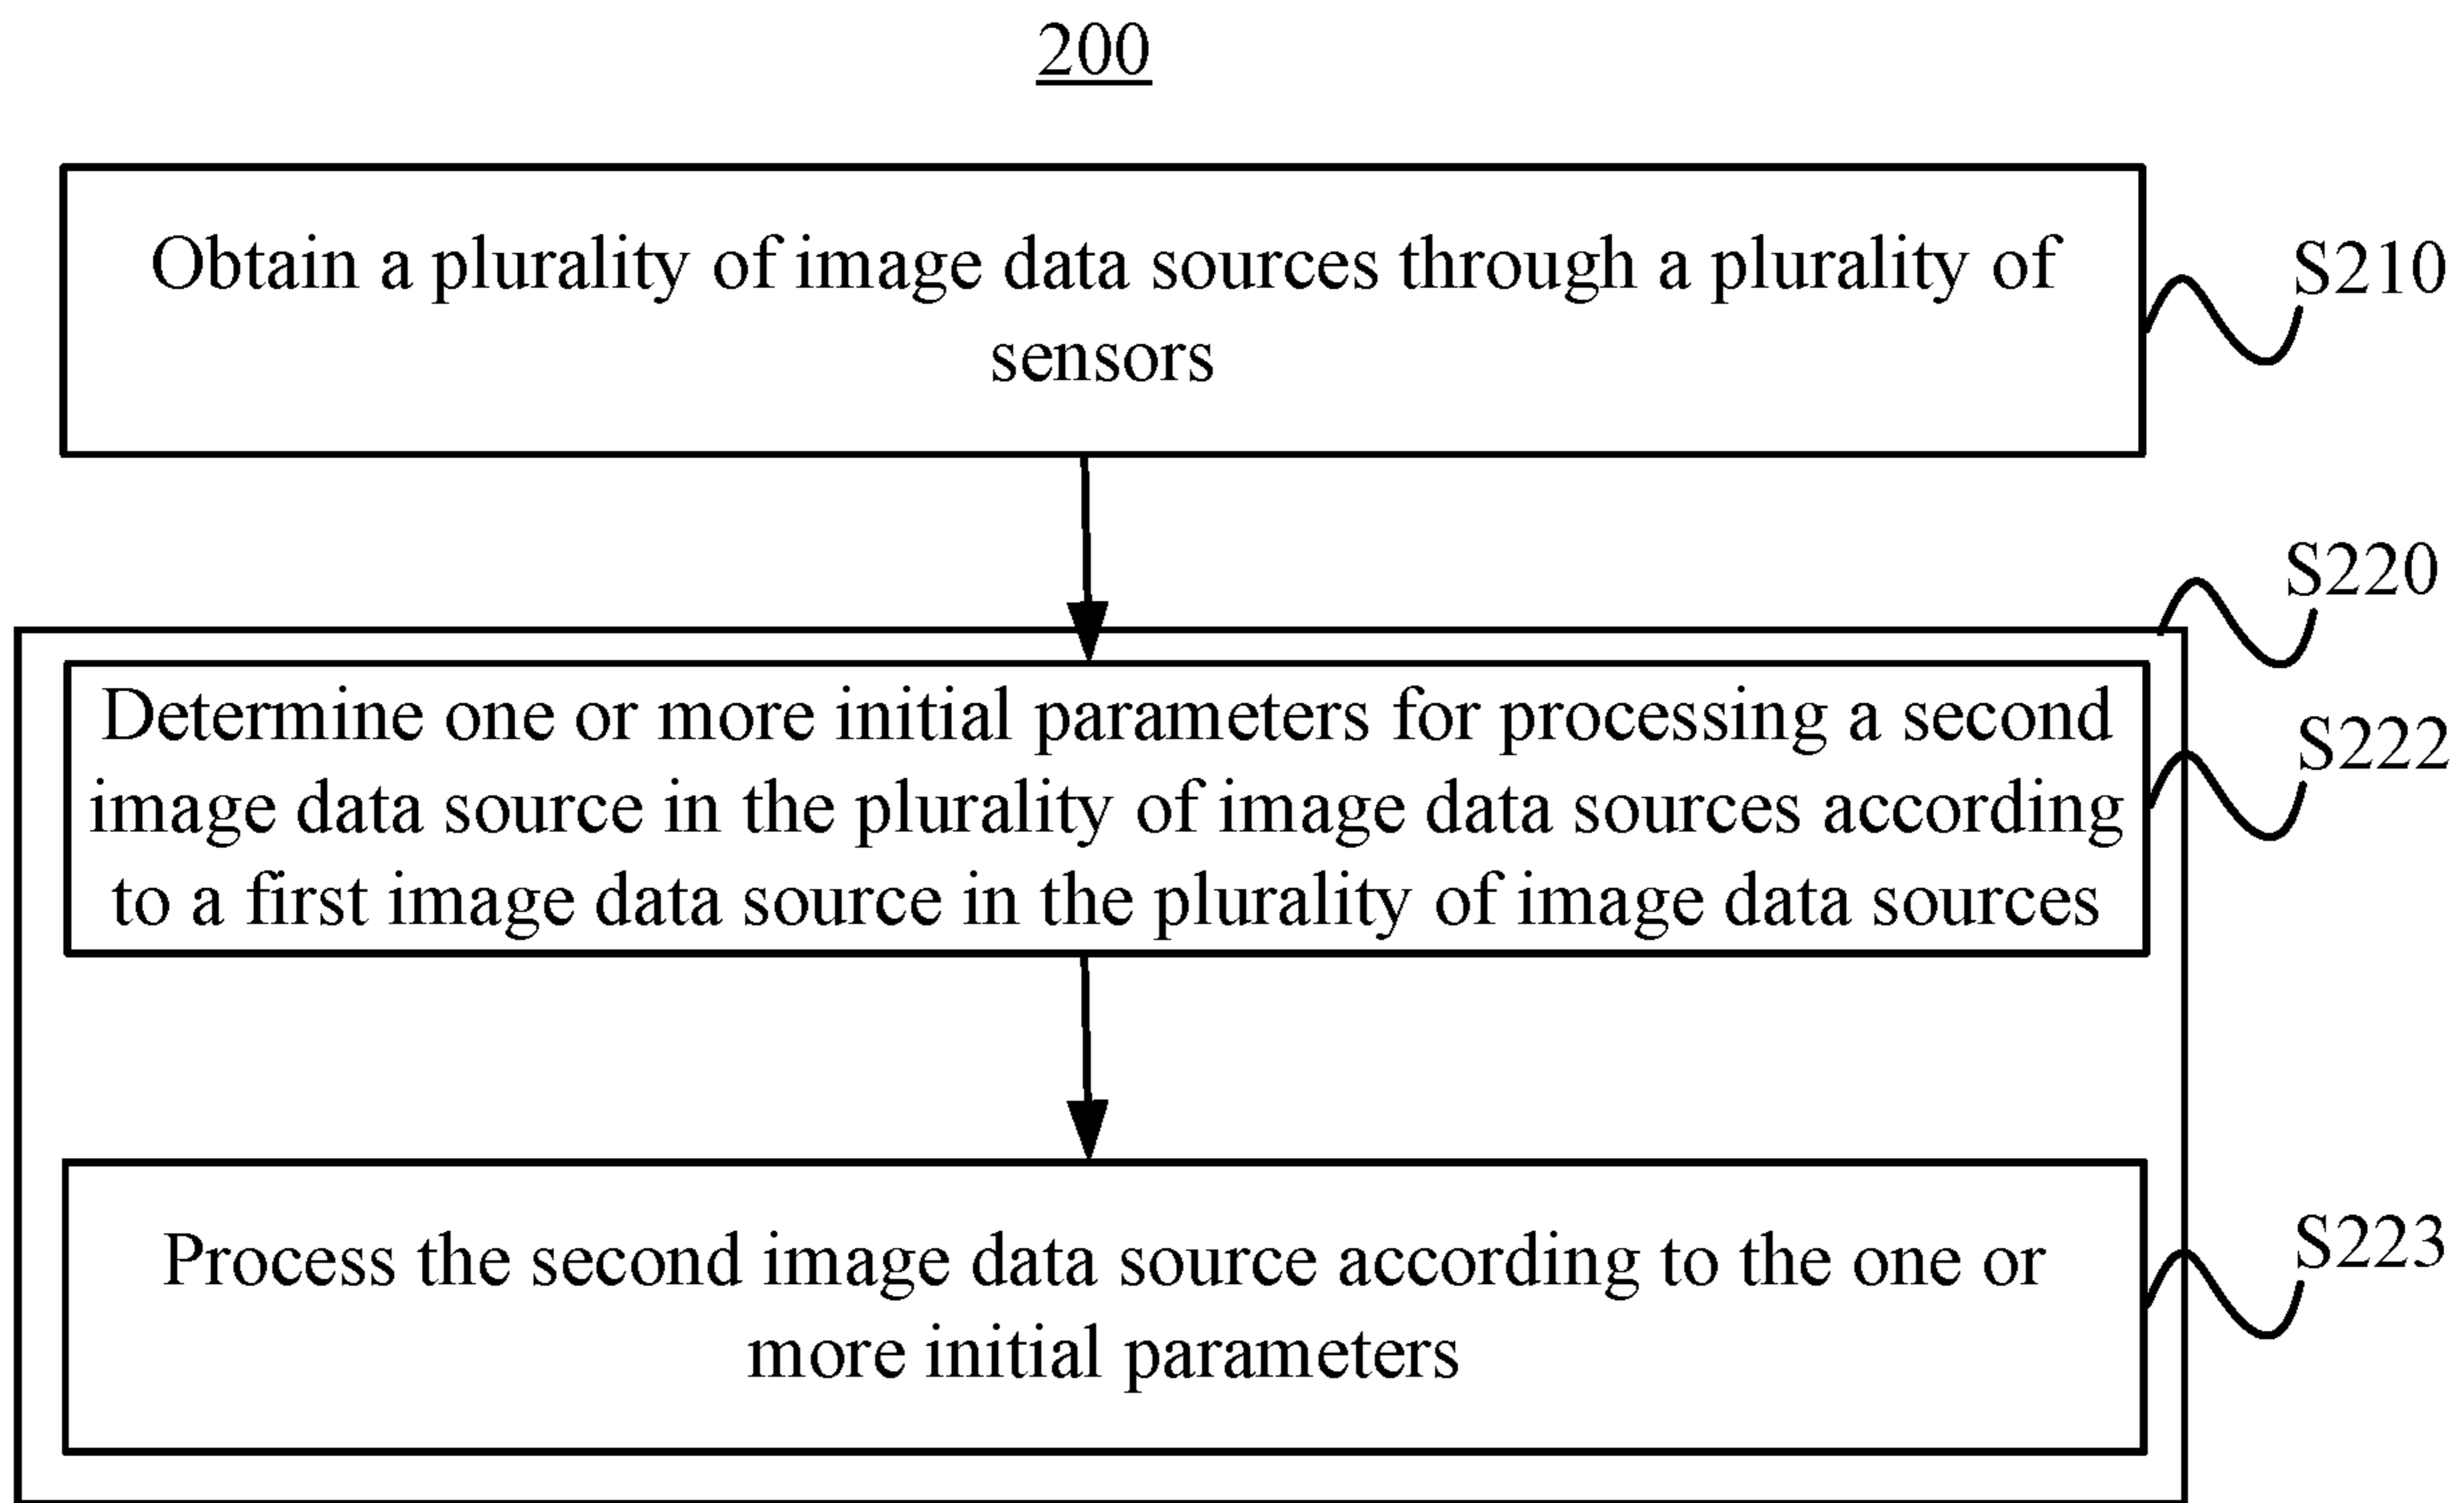 200
Obtain a plurality of image data sources through a plurality of
sensors
S210
S220
Determine one or more initial parameters for processing a second
image data source in the plurality of image data sources according
to a first image data source in the plurality of image data sources
S222
Process the second image data source according to the one or
more initial parameters
S223